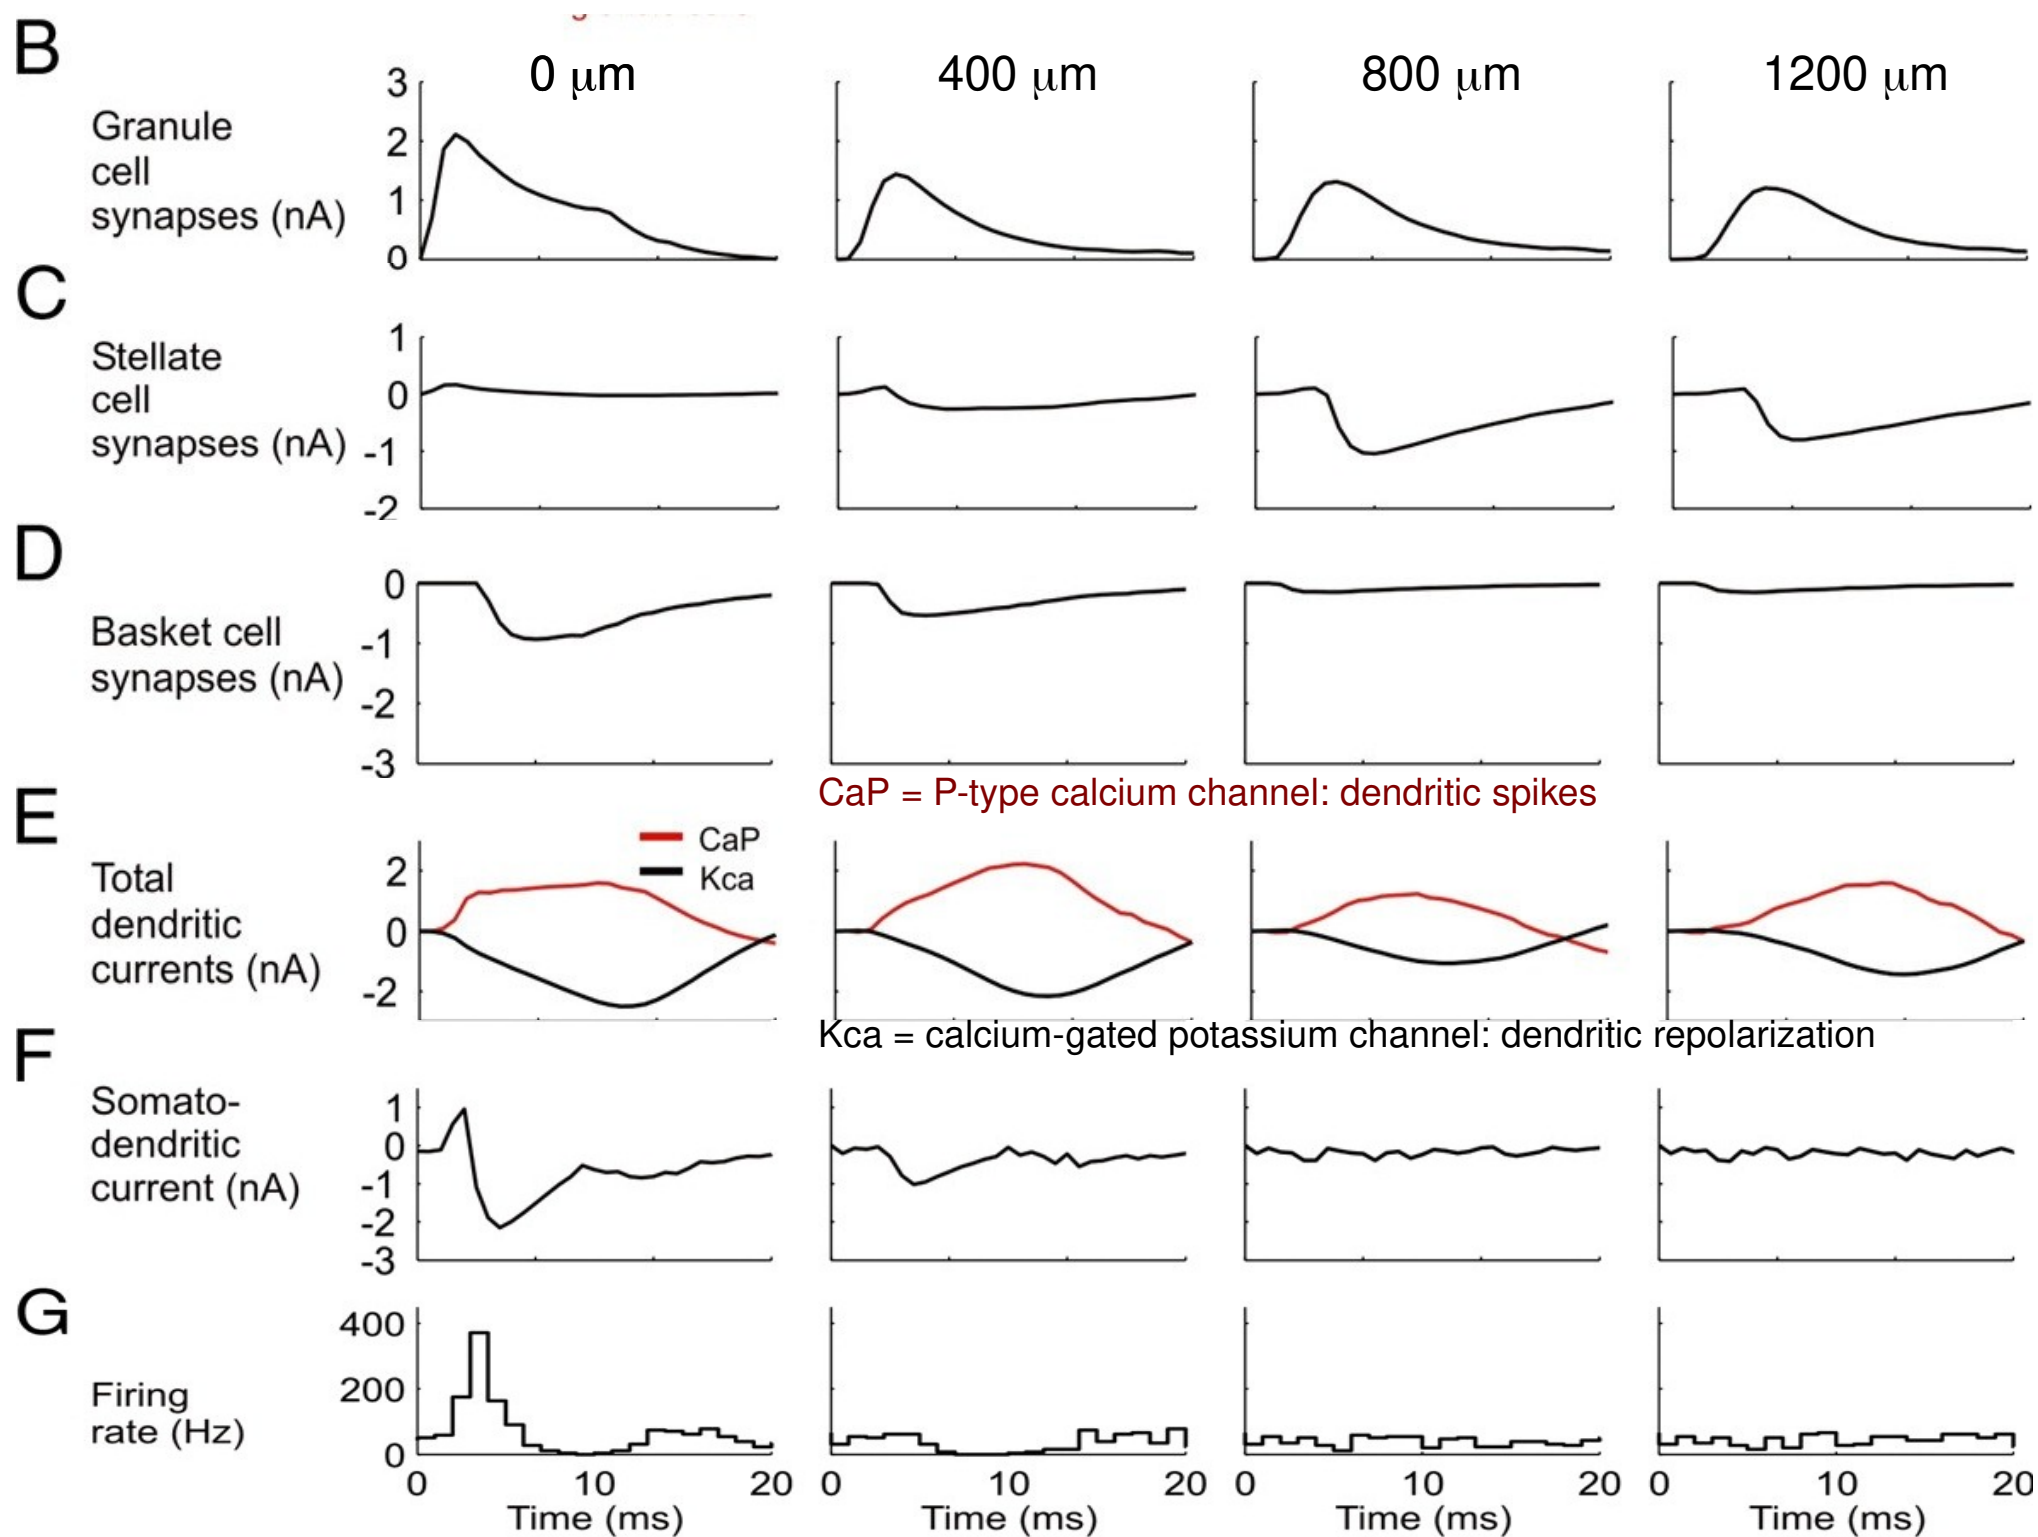 B
0 μm 400 μm 800 μm 1200 μm
Granule
cell
synapses (nA)
3
2
1
0
C
Stellate
cell
synapses (nA)
1
0
-1
-2
D
Basket cell
synapses (nA)
0
-1
-2
-3
CaP = P-type calcium channel: dendritic spikes
E
CaP
Kca
Total
dendritic
currents (nA)
2
0
-2
Kca = calcium-gated potassium channel: dendritic repolarization
F
Somato-
dendritic
current (nA)
1
0
-1
-2
-3
G
Firing
rate (Hz)
400
200
0
0 10 20 0 10 20 0 10 20 0 10 20
Time (ms) Time (ms) Time (ms) Time (ms)